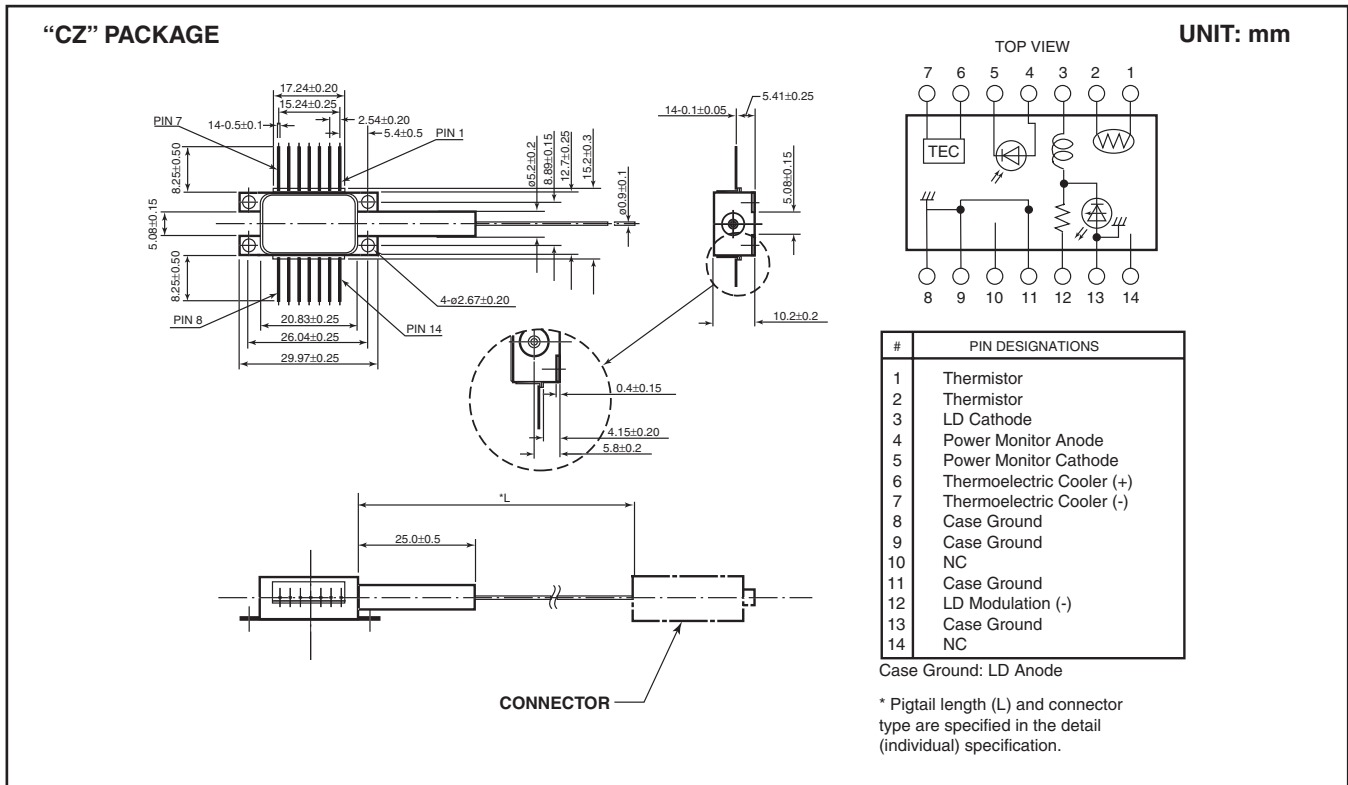 “CZ” PACKAGE
UNIT: mm
17.24±0.20
15.24±0.25
PIN 7
14-0.5±0.1
2.54±0.20
5.4±0.5
PIN 1
8.25±0.50
5.08±0.15
8.25±0.50
ø5.2±0.2
8.89±0.15
12.7±0.25
15.2±0.3
ø0.9±0.1
4-ø2.67±0.20
PIN 8
20.83±0.25
PIN 14
26.04±0.25
29.97±0.25
14-0.1±0.05
5.41±0.25
5.08±0.15
10.2±0.2
0.4±0.15
4.15±0.20
5.8±0.2
*L
25.0±0.5
CONNECTOR
TOP VIEW
7 6 5 4 3 2 1
TEC
8 9 10 11 12 13 14
# PIN DESIGNATIONS
1 Thermistor
2 Thermistor
3 LD Cathode
4 Power Monitor Anode
5 Power Monitor Cathode
6 Thermoelectric Cooler (+)
7 Thermoelectric Cooler (-)
8 Case Ground
9 Case Ground
10 NC
11 Case Ground
12 LD Modulation (-)
13 Case Ground
14 NC
Case Ground: LD Anode
* Pigtail length (L) and connector
type are specified in the detail
(individual) specification.